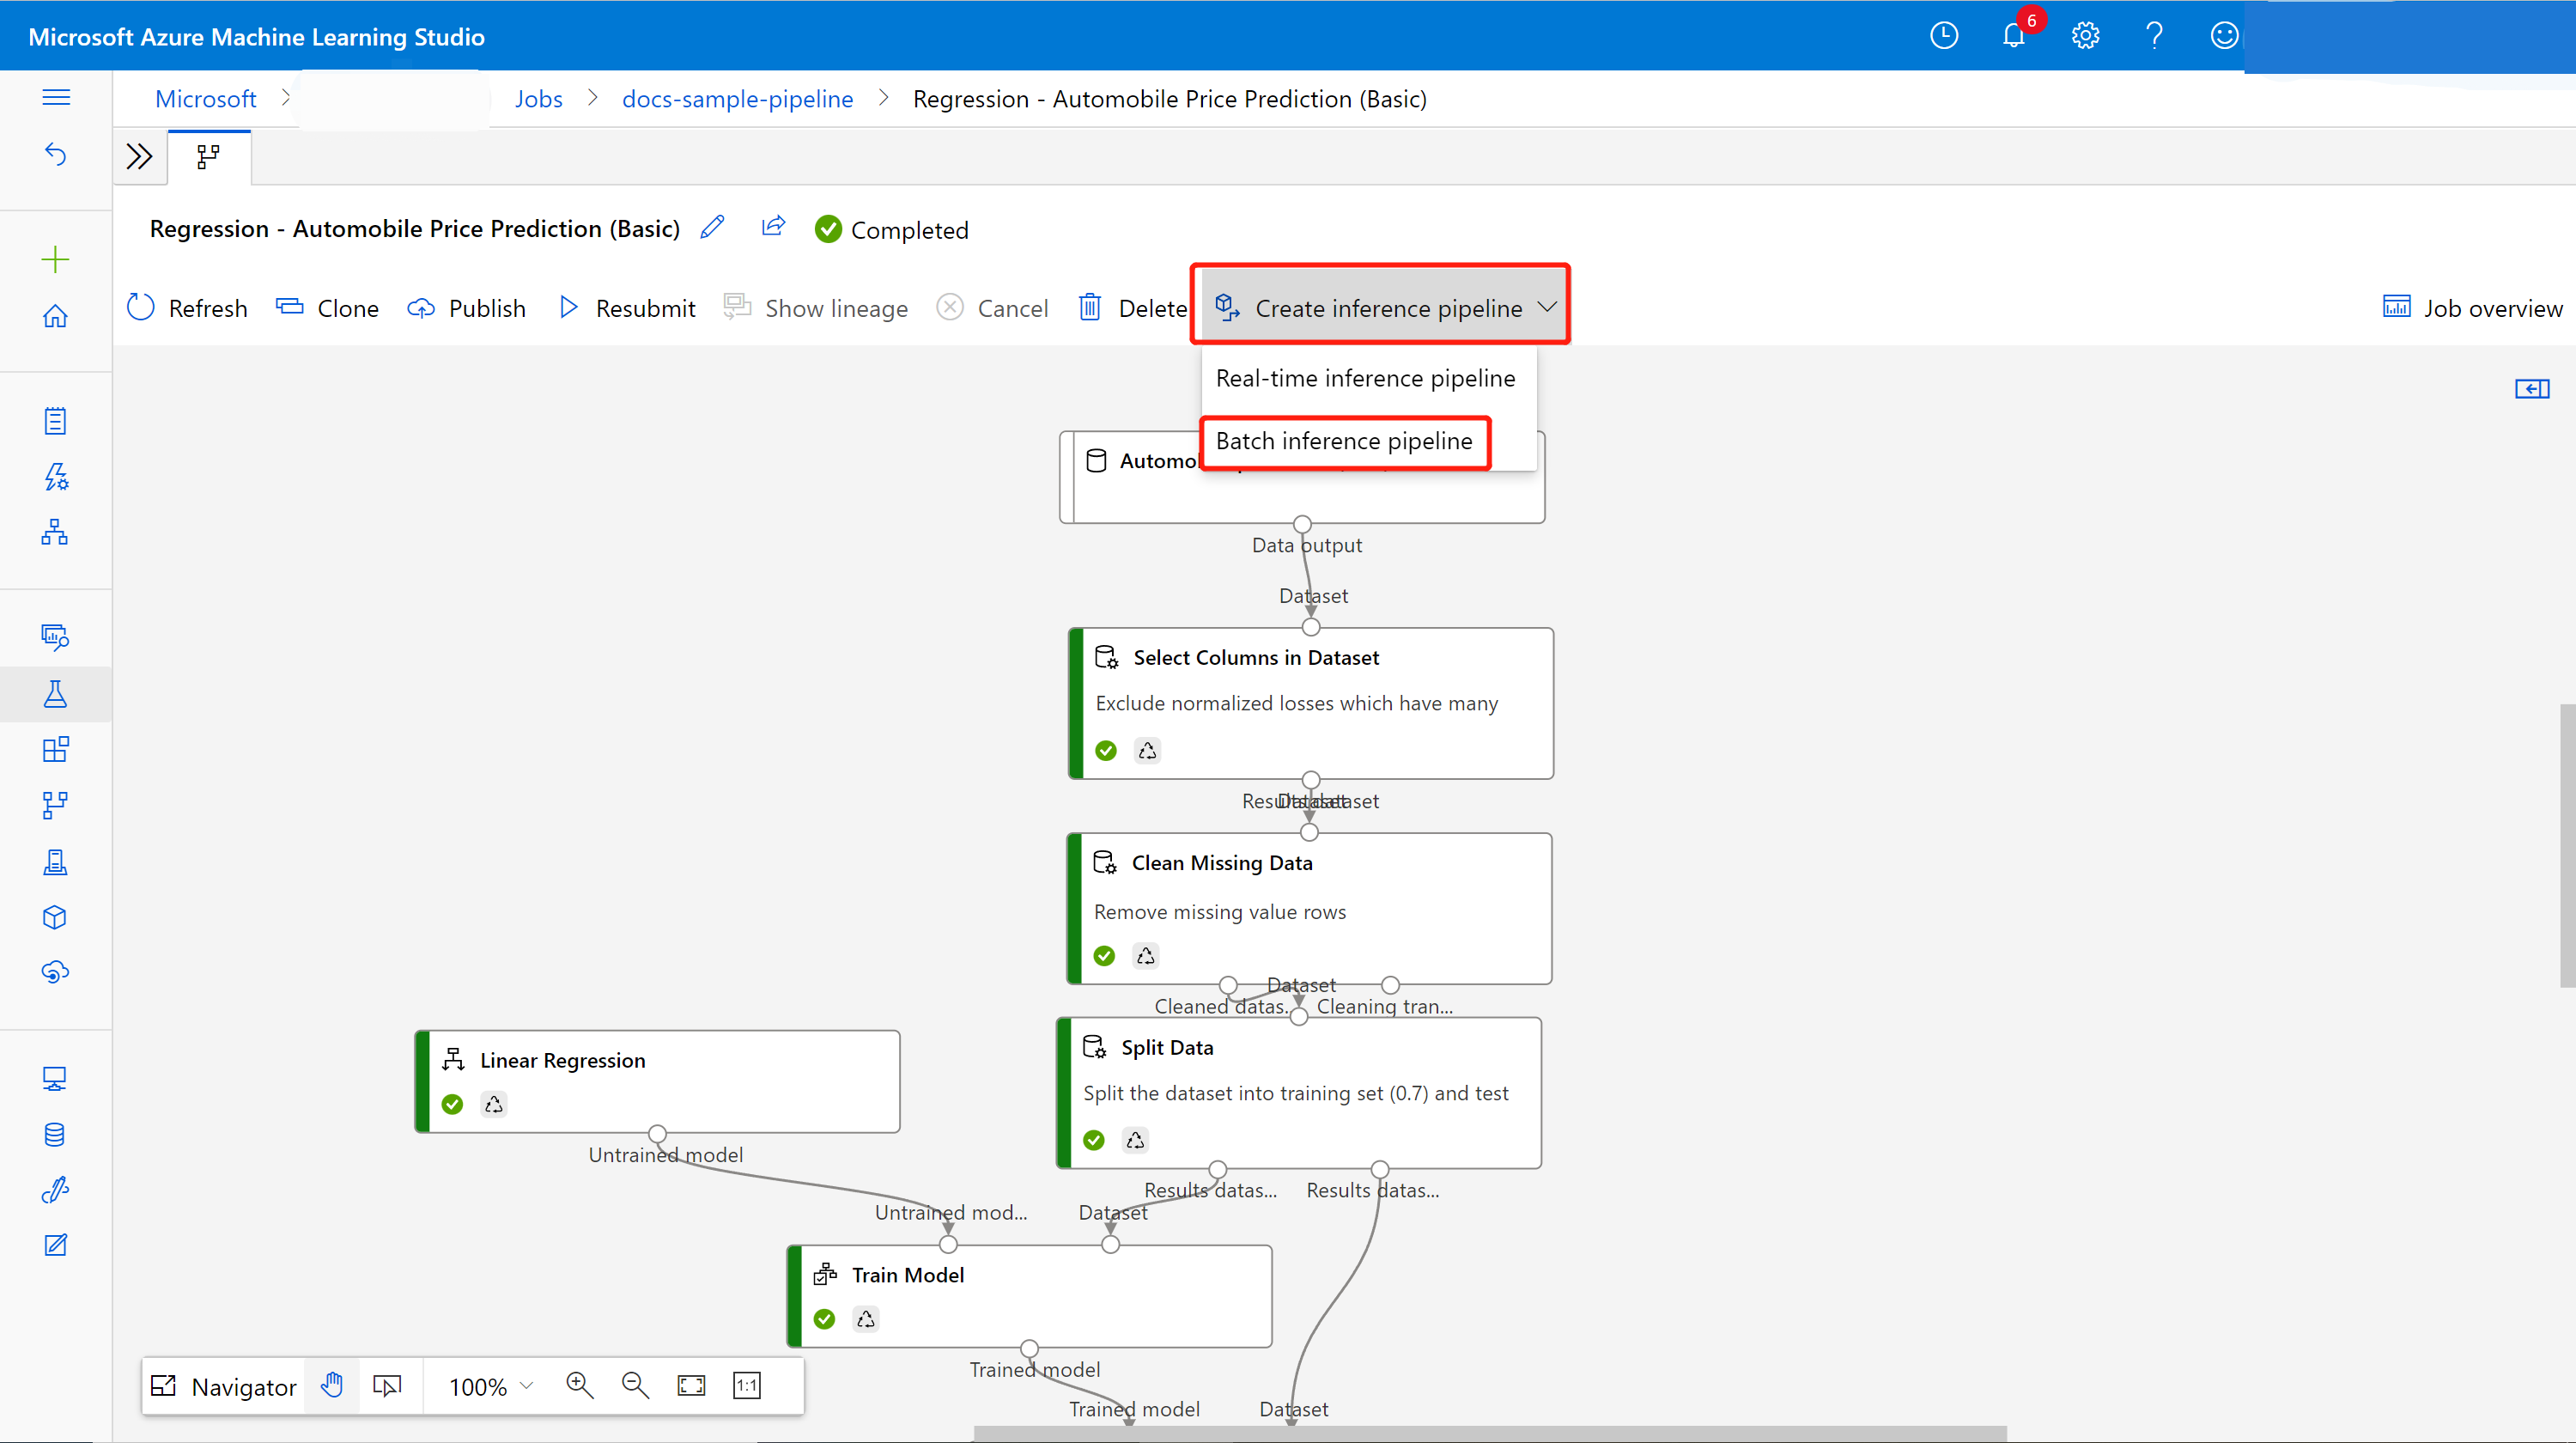 Microsoft Azure Machine Learning Studio
6
Microsoft
Jobs
docs-sample-pipeline
Regression - Automobile Price Prediction (Basic)
Regression - Automobile Price Prediction (Basic)
Completed
Refresh
Clone
Publish
Resubmit
Show lineage
Cancel
Delete
Create inference pipeline
Job overview
Real-time inference pipeline
Batch inference pipeline
Data output
Dataset
Select Columns in Dataset
Exclude normalized losses which have many
Dataset
Clean Missing Data
Remove missing value rows
Dataset
Cleaned datas...
Cleaning tran...
Linear Regression
Untrained model
Split Data
Split the dataset into training set (0.7) and test
Results datas...
Results datas...
Untrained mod...
Dataset
Train Model
Trained model
Trained model
Dataset
Navigator
100%
1:1